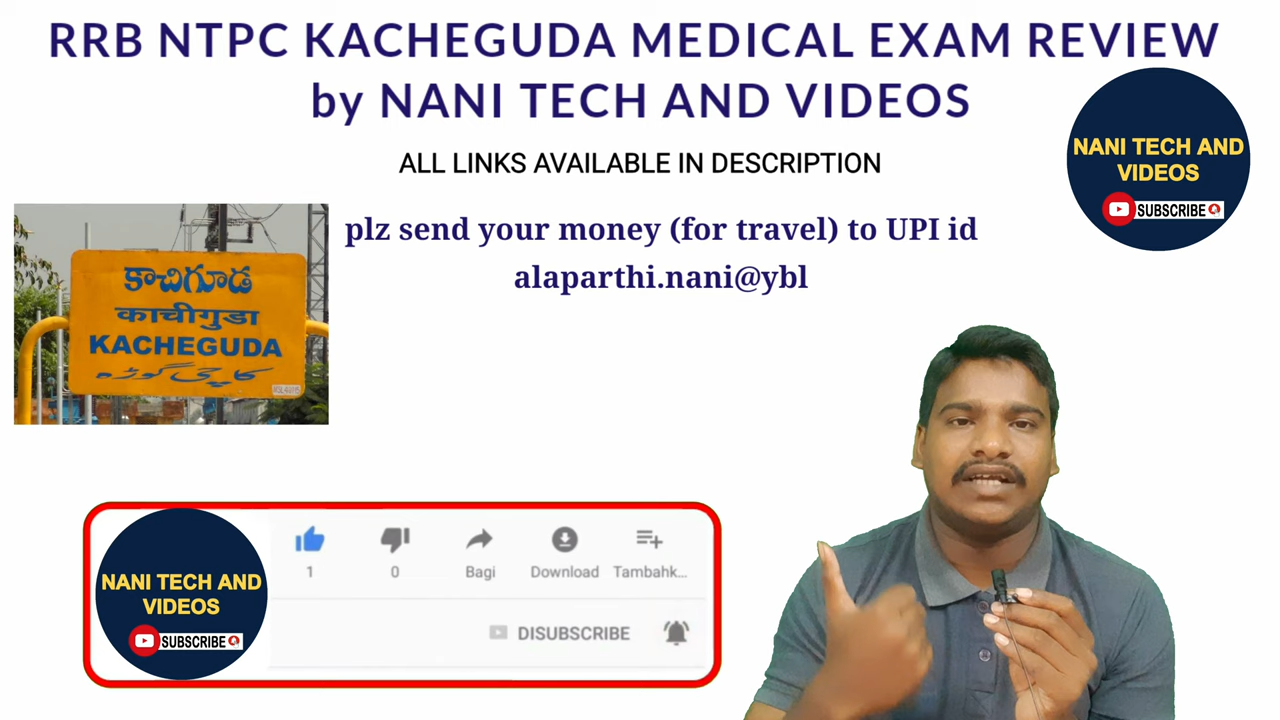 RRB NTPC KACHEGUDA MEDICAL EXAM REVIEW
by NANI TECH AND VIDEOS
ALL LINKS AVAILABLE IN DESCRIPTION
NANI TECH AND
VIDEOS
SUBSCRIBE
plz send your money (for travel) to UPI id
alaparthi.nani@ybl
కాచిగూడ
काचीगुडा
KACHEGUDA
کاچی گوڑہ
NANI TECH AND
VIDEOS
SUBSCRIBE
1 0 Bagi Download Tambahk...
DISUBSCRIBE